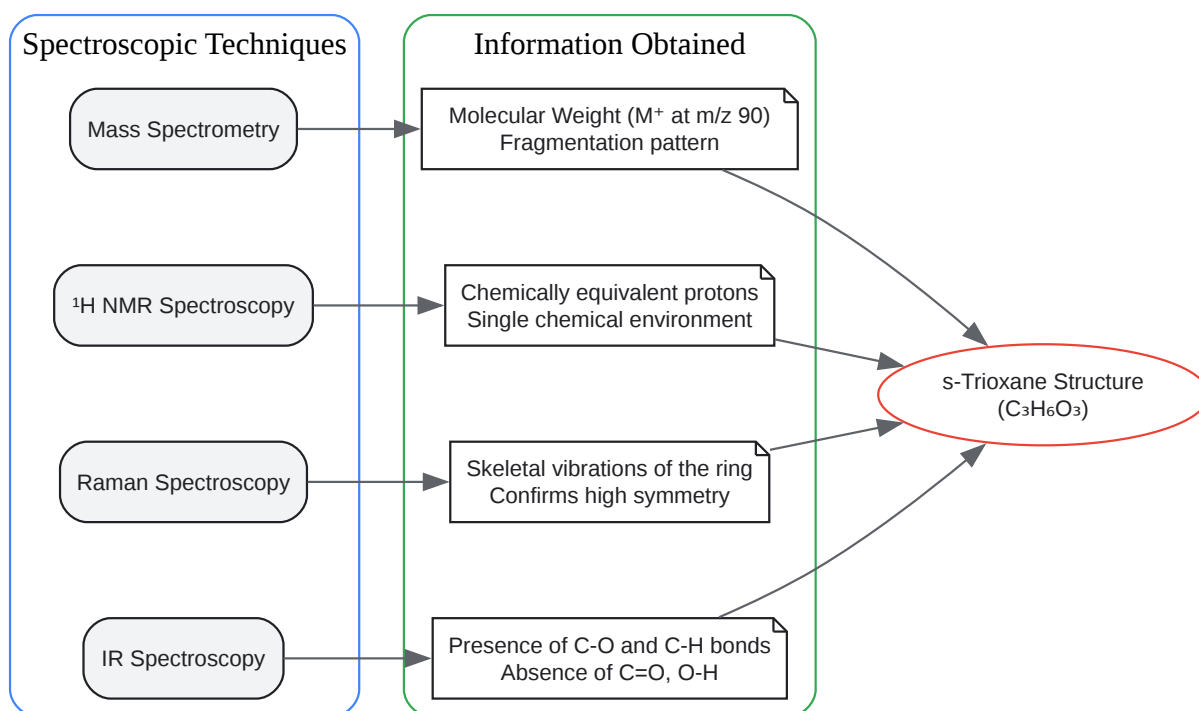 Spectroscopic Techniques
Information Obtained
Mass Spectrometry
Molecular Weight (M⁺ at m/z 90)
Fragmentation pattern
¹H NMR Spectroscopy
Chemically equivalent protons
Single chemical environment
s-Trioxane Structure
(C₃H₆O₃)
Raman Spectroscopy
Skeletal vibrations of the ring
Confirms high symmetry
IR Spectroscopy
Presence of C-O and C-H bonds
Absence of C=O, O-H